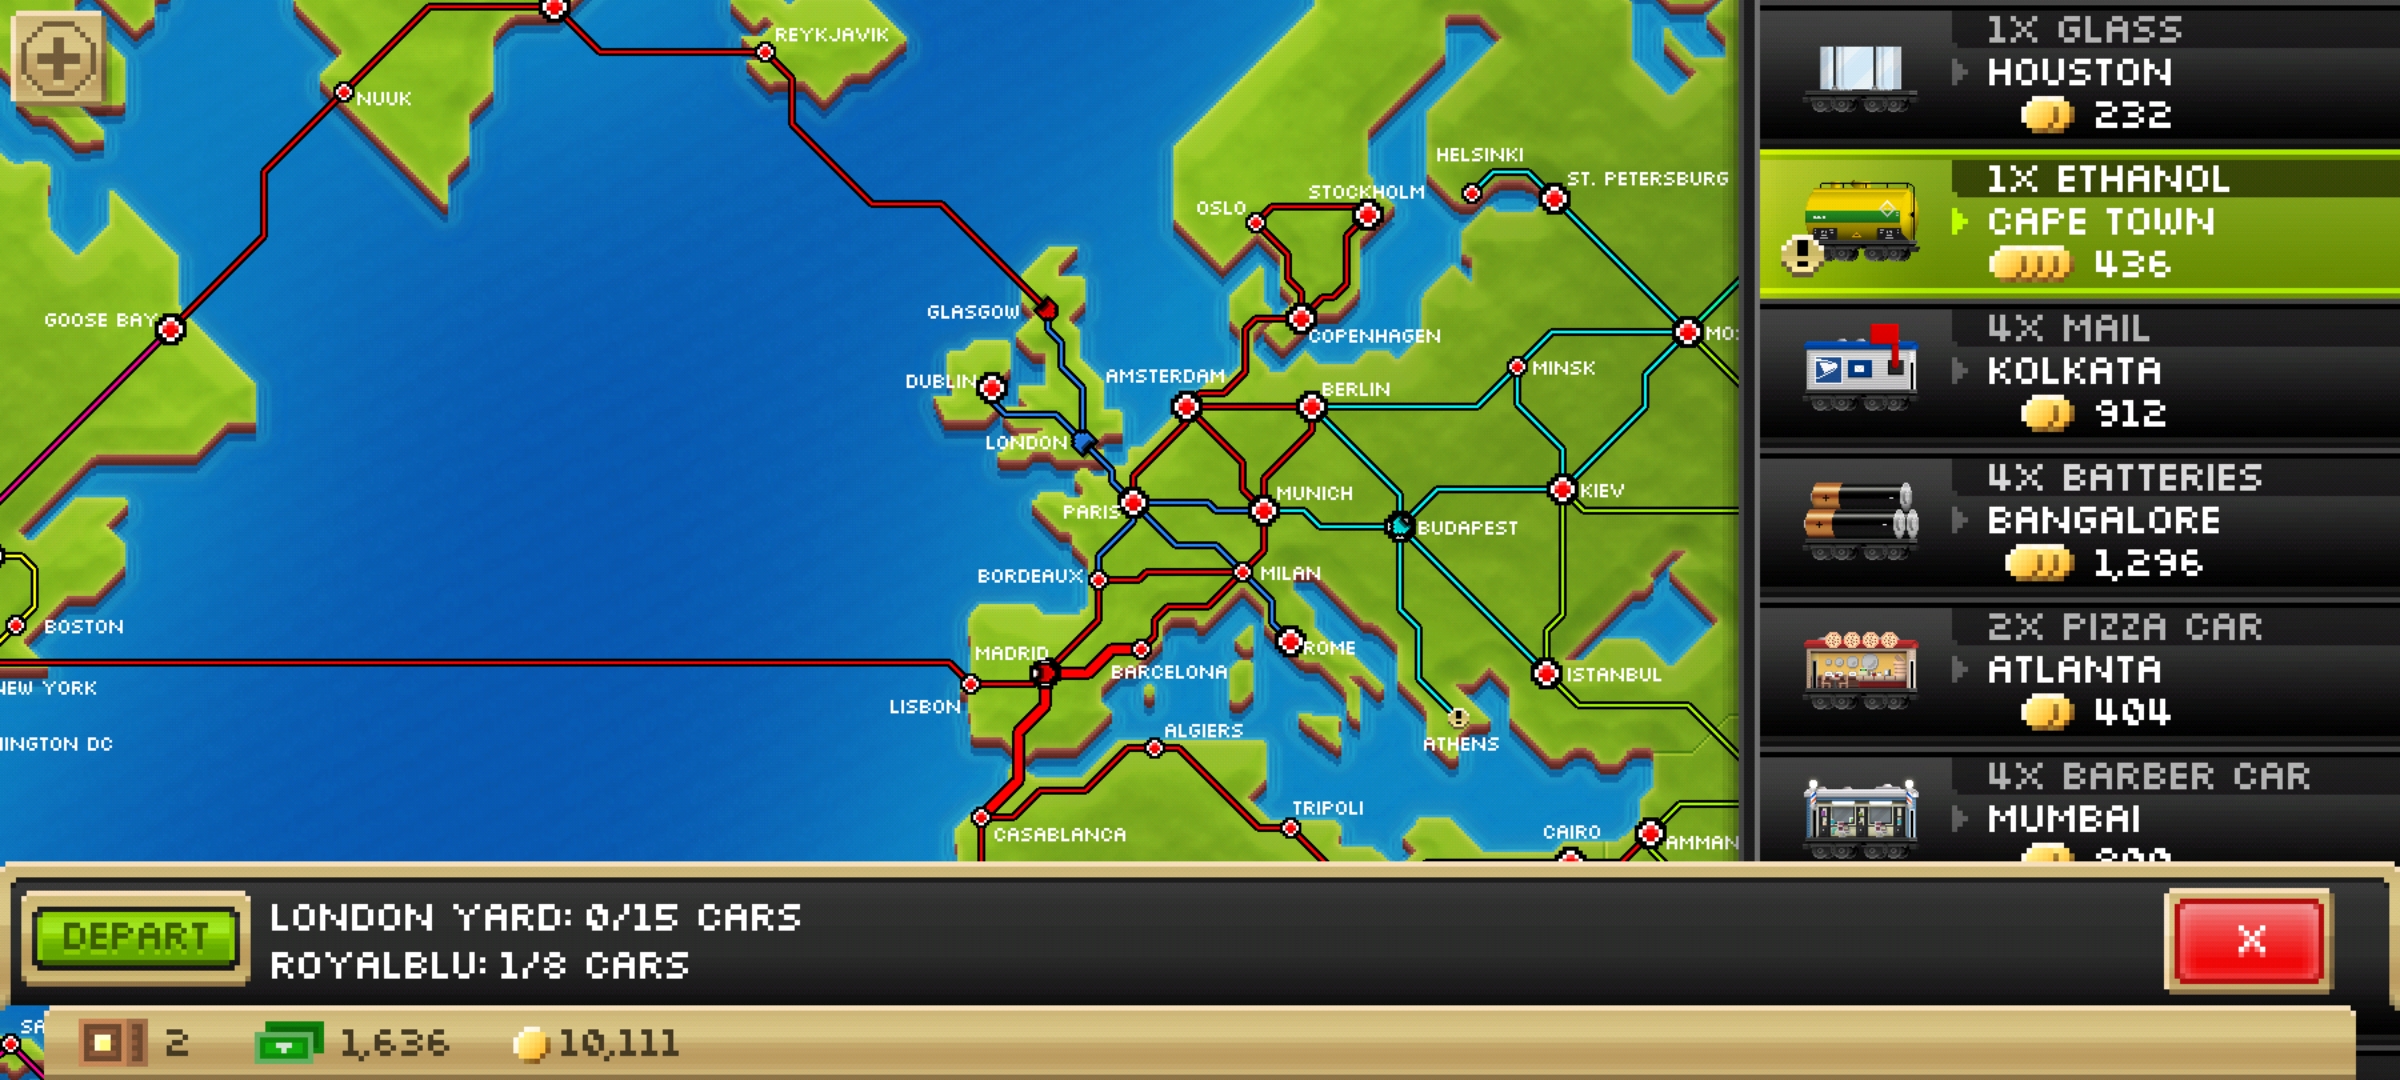 REYKJAVIK
NUUK
HELSINKI
ST. PETERSBURG
STOCKHOLM
OSLO
GOOSE BAY
GLASGOW
COPENHAGEN
MINSK
DUBLIN
AMSTERDAM
BERLIN
LONDON
PARIS
MUNICH
KIEV
BUDAPEST
BORDEAUX
MILAN
BOSTON
MADRID
ROME
BARCELONA
ISTANBUL
NEW YORK
LISBON
INGTON DC
ALGIERS
ATHENS
TRIPOLI
CASABLANCA
CAIRO
AMMAN
1X GLASS
HOUSTON
232
1X ETHANOL
CAPE TOWN
436
4X MAIL
KOLKATA
912
4X BATTERIES
BANGALORE
1,296
2X PIZZA CAR
ATLANTA
404
4X BARBER CAR
MUMBAI
DEPART
LONDON YARD: 0/15 CARS
ROYALBLU: 1/8 CARS
X
2
1,636
10,111